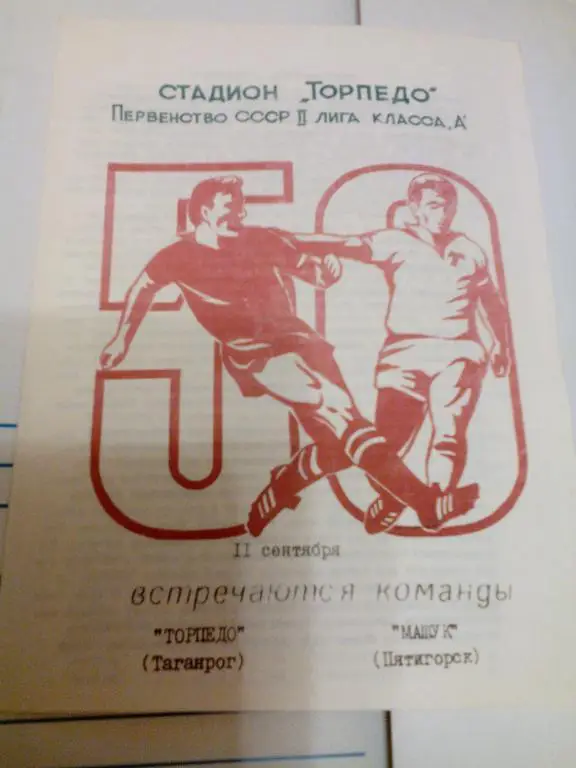 СТАДИОН „ТОРПЕДО"
ПЕРВЕНСТВО СССР II ЛИГА КЛАССА „А"
50
Т
II сентября
встречаются команды
"ТОРПЕДО" "МАШУК"
(Таганрог) (Пятигорск)